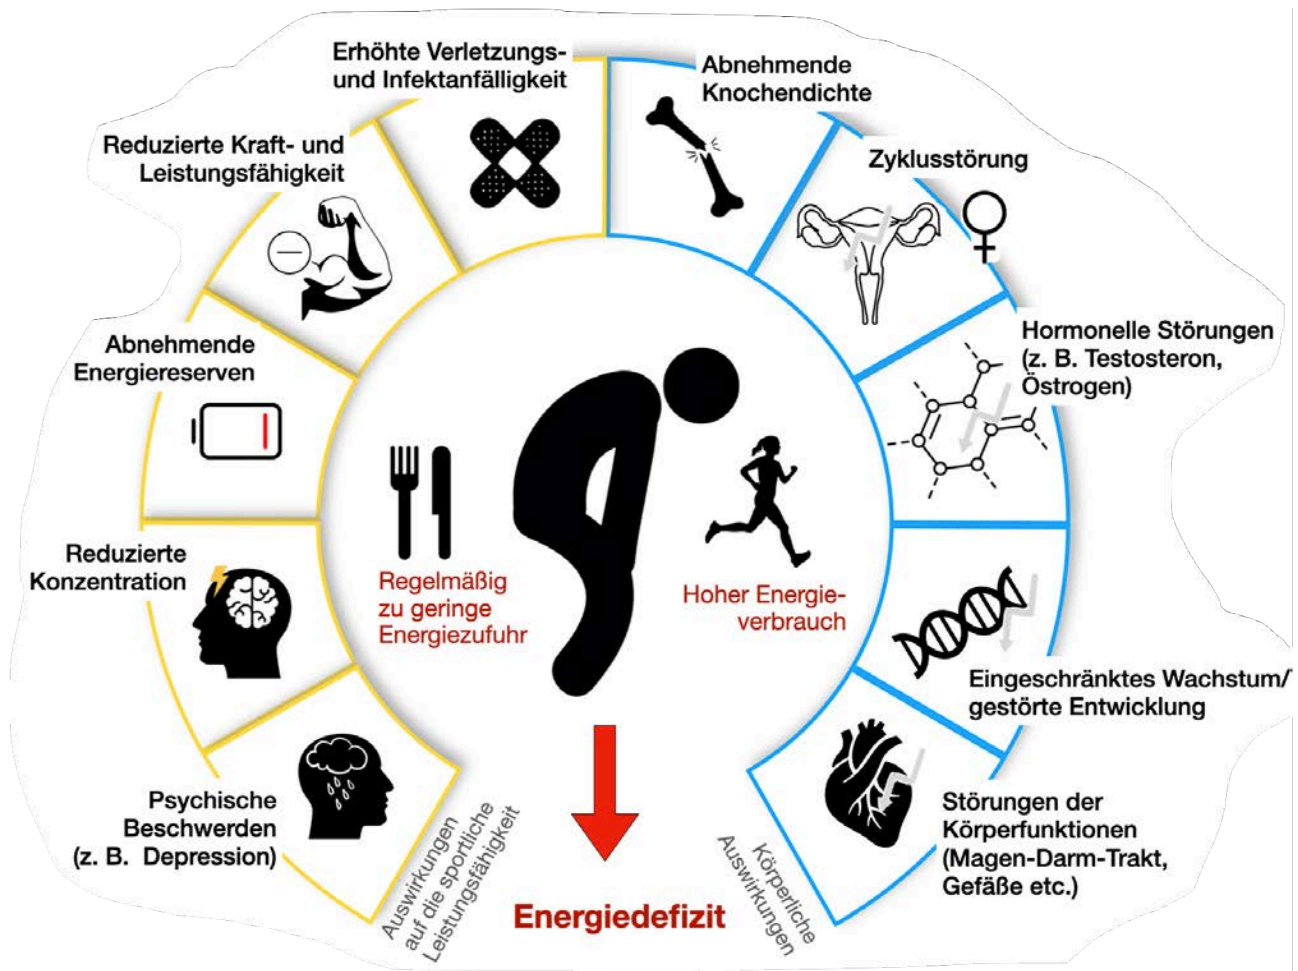 Erhöhte Verletzungs-
und Infektanfälligkeit
Abnehmende
Knochendichte
Reduzierte Kraft- und
Leistungsfähigkeit
Zyklusstörung
Abnehmende
Energiereserven
Hormonelle Störungen
(z. B. Testosteron,
Östrogen)
Reduzierte
Konzentration
Regelmäßig
zu geringe
Energiezufuhr
Hoher Energie-
verbrauch
Eingeschränktes Wachstum/
gestörte Entwicklung
Psychische
Beschwerden
(z. B. Depression)
Störungen der
Körperfunktionen
(Magen-Darm-Trakt,
Gefäße etc.)
Auswirkungen
auf die sportliche
Leistungsfähigkeit
Körperliche
Auswirkungen
Energiedefizit